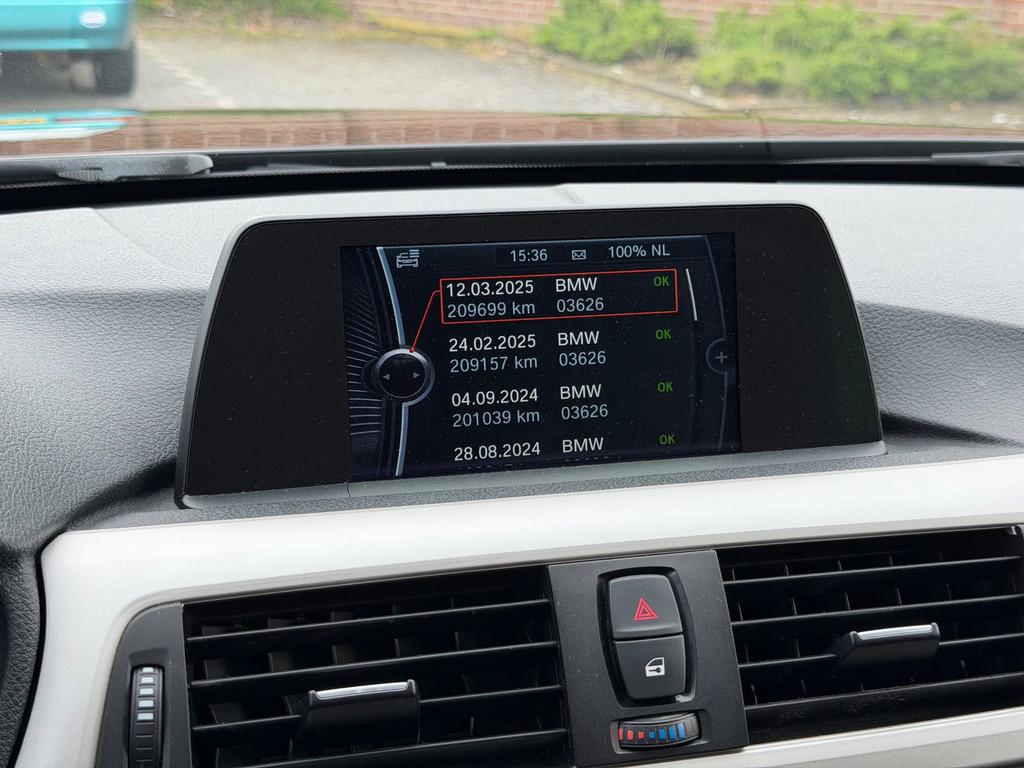 15:36 100% NL
12.03.2025 BMW OK
209699 km 03626
24.02.2025 BMW OK
209157 km 03626
04.09.2024 BMW OK
201039 km 03626
28.08.2024 BMW OK